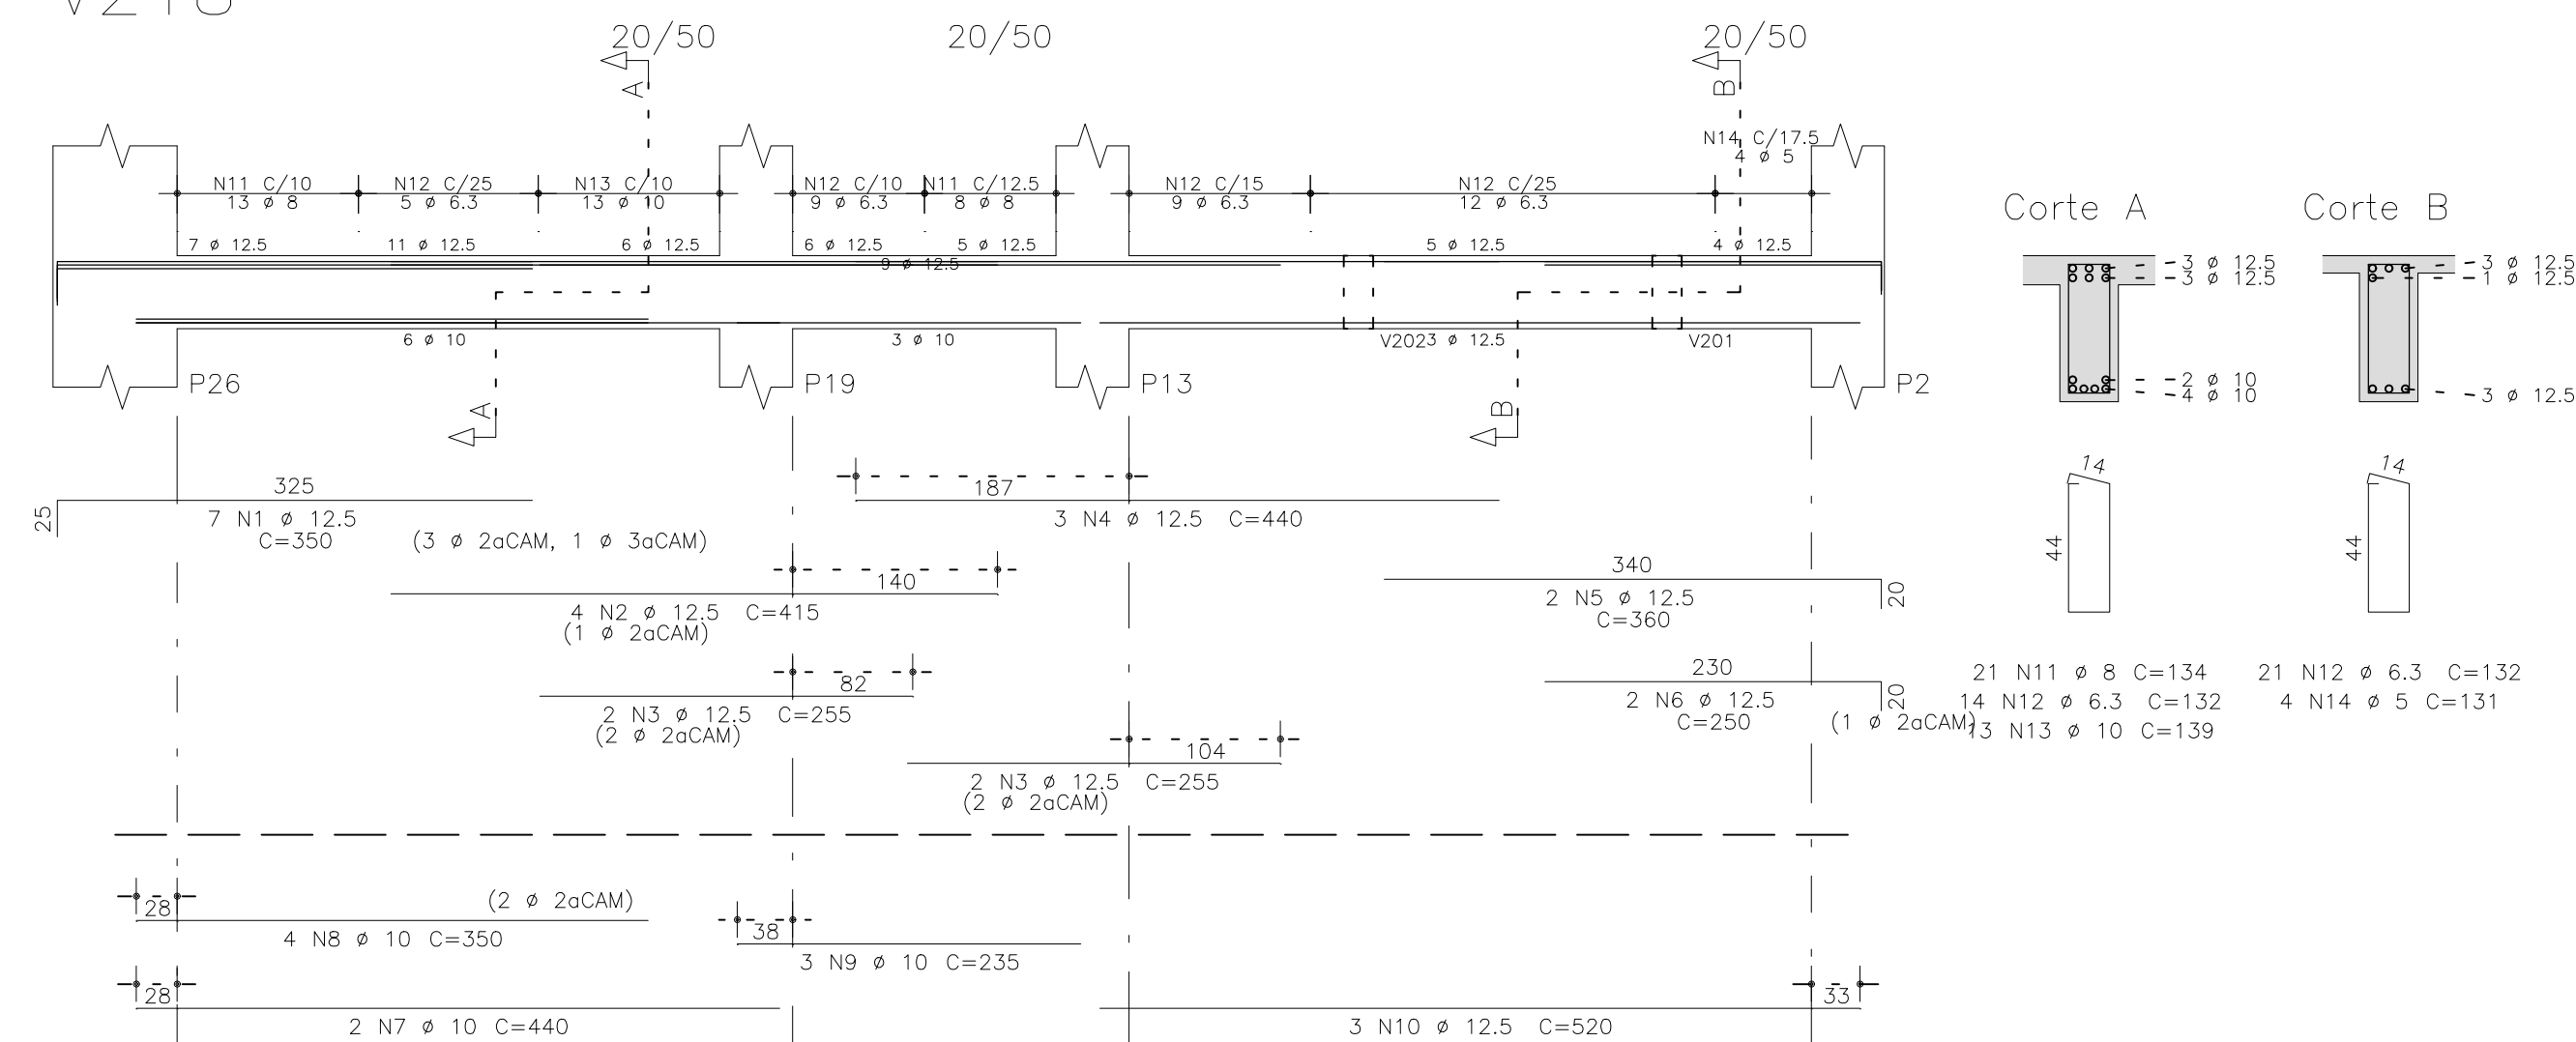 20/50 20/50 20/50
A B
N14 C/17.5
4 ø 5
N11 C/10 N12 C/25 N13 C/10 N12 C/10 N11 C/12.5 N12 C/15 N12 C/25
13 ø 8 5 ø 6.3 13 ø 10 9 ø 6.3 8 ø 8 9 ø 6.3 12 ø 6.3
7 ø 12.5 11 ø 12.5 6 ø 12.5 6 ø 12.5 5 ø 12.5 5 ø 12.5 4 ø 12.5
9 ø 12.5
6 ø 10 3 ø 10 V202 3 ø 12.5 V201
P26 P19 P13 P2
A B
Corte A Corte B
3 ø 12.5 3 ø 12.5
3 ø 12.5 1 ø 12.5
2 ø 10
4 ø 10 3 ø 12.5
14 14
44 44
21 N11 ø 8 C=134 21 N12 ø 6.3 C=132
14 N12 ø 6.3 C=132 4 N14 ø 5 C=131
13 N13 ø 10 C=139
325
25
7 N1 ø 12.5
C=350 (3 ø 2aCAM, 1 ø 3aCAM)
187
3 N4 ø 12.5 C=440
140
4 N2 ø 12.5 C=415
(1 ø 2aCAM)
340
20
2 N5 ø 12.5
C=360
82
2 N3 ø 12.5 C=255
(2 ø 2aCAM)
230
20
2 N6 ø 12.5
C=250 (1 ø 2aCAM)
104
2 N3 ø 12.5 C=255
(2 ø 2aCAM)
28 (2 ø 2aCAM)
4 N8 ø 10 C=350
38
3 N9 ø 10 C=235
28
2 N7 ø 10 C=440
33
3 N10 ø 12.5 C=520